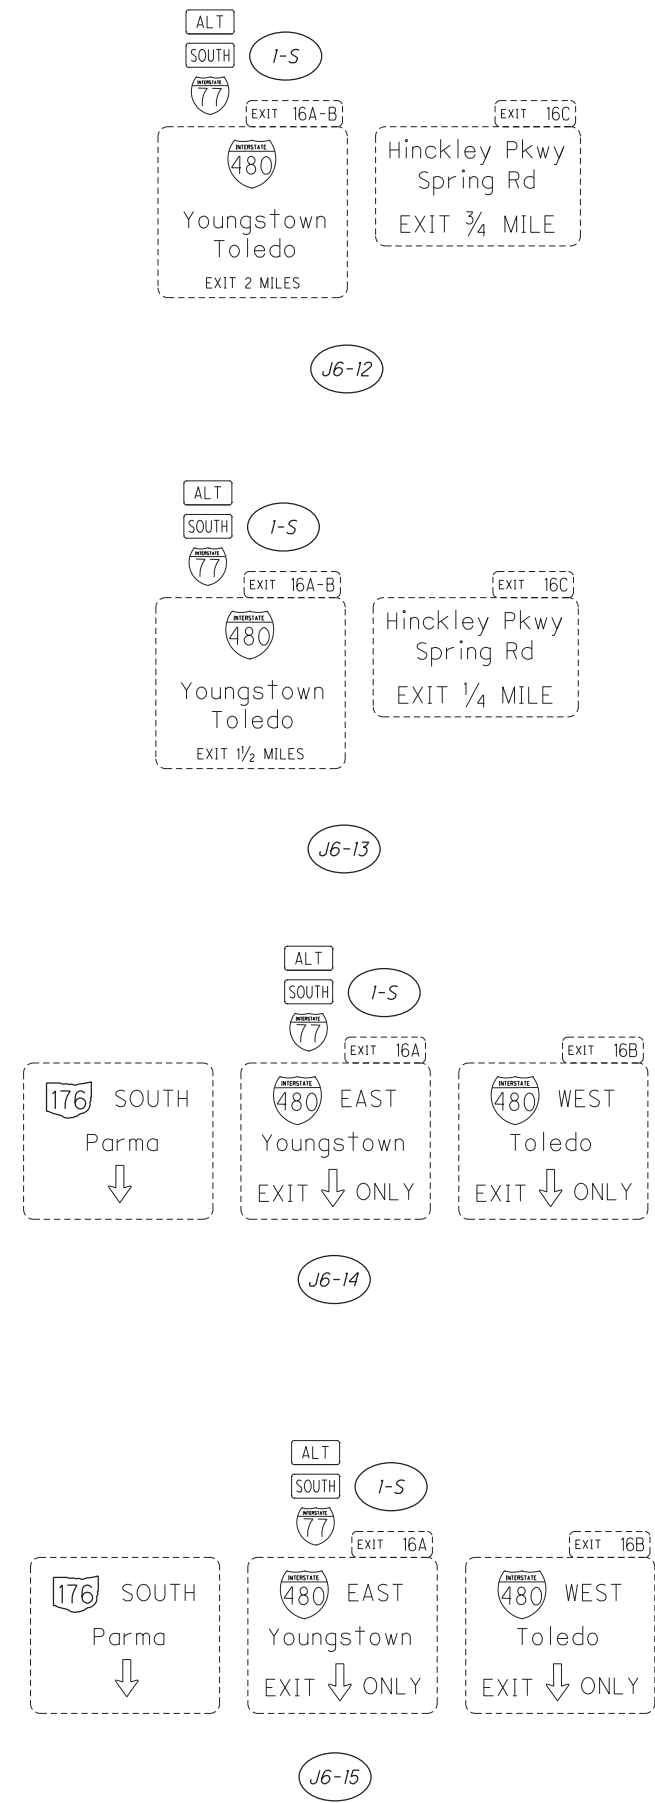 ALT
SOUTH
1-S
INTERSTATE
77
EXIT 16A-B
INTERSTATE
480
Youngstown
Toledo
EXIT 2 MILES
EXIT 16C
Hinckley Pkwy
Spring Rd
EXIT 3/4 MILE
J6-12
ALT
SOUTH
1-S
INTERSTATE
77
EXIT 16A-B
INTERSTATE
480
Youngstown
Toledo
EXIT 1 1/2 MILES
EXIT 16C
Hinckley Pkwy
Spring Rd
EXIT 1/4 MILE
J6-13
ALT
SOUTH
1-S
INTERSTATE
77
176 SOUTH
Parma
EXIT 16A
INTERSTATE
480 EAST
Youngstown
EXIT ONLY
EXIT 16B
INTERSTATE
480 WEST
Toledo
EXIT ONLY
J6-14
ALT
SOUTH
1-S
INTERSTATE
77
176 SOUTH
Parma
EXIT 16A
INTERSTATE
480 EAST
Youngstown
EXIT ONLY
EXIT 16B
INTERSTATE
480 WEST
Toledo
EXIT ONLY
J6-15